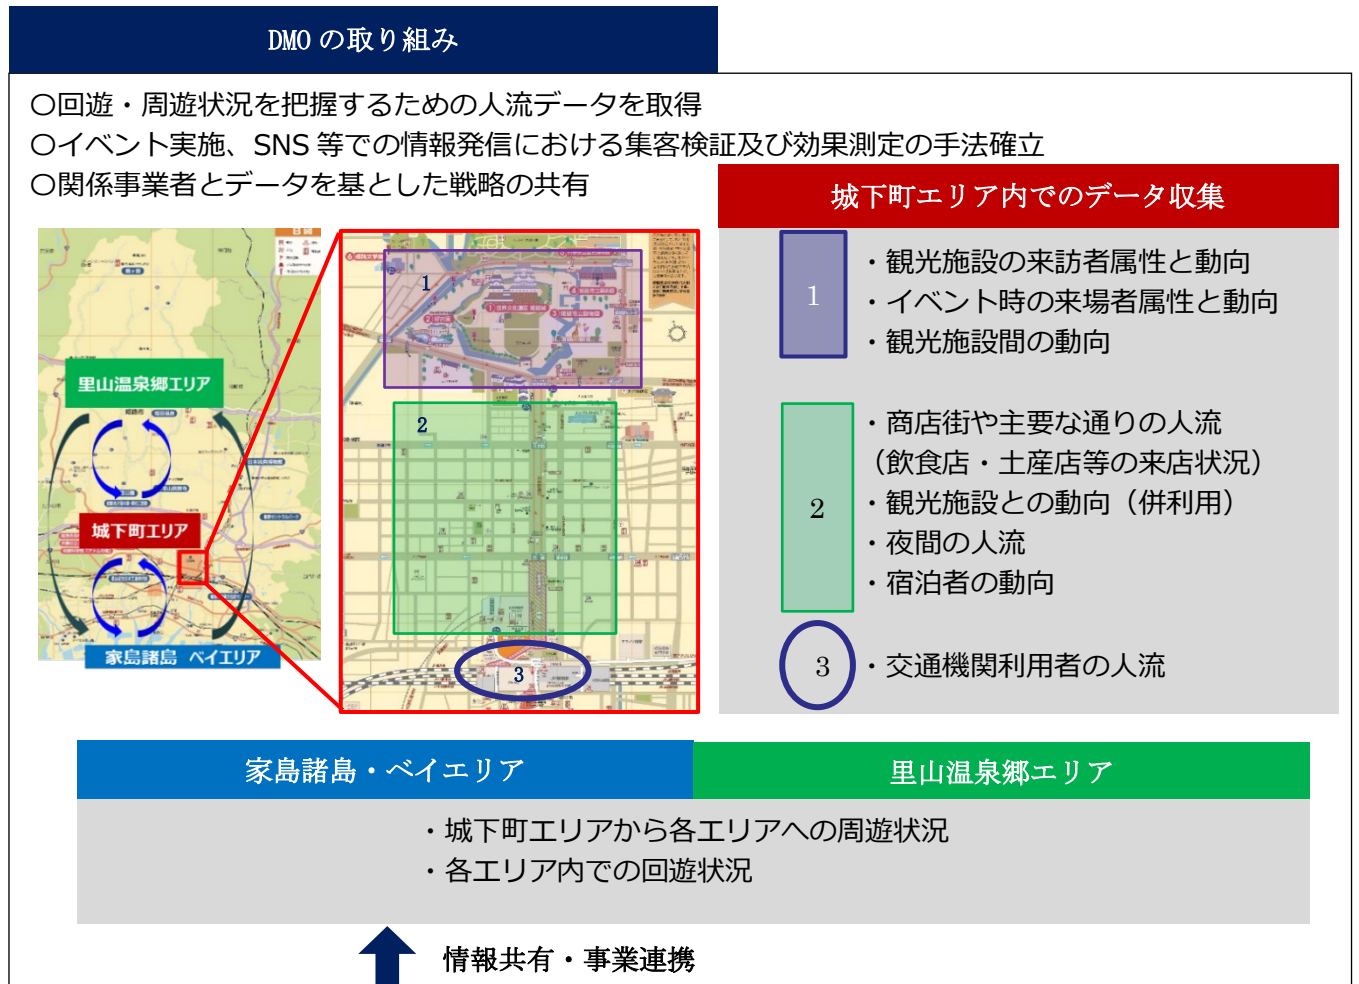 DMOの取り組み
〇回遊・周遊状況を把握するための人流データを取得
〇イベント実施、SNS 等での情報発信における集客検証及び効果測定の手法確立
〇関係事業者とデータを基とした戦略の共有
城下町エリア内でのデータ収集
里山温泉郷エリア
城下町エリア
家島諸島 ベイエリア
1
2
3
1
・観光施設の来訪者属性と動向
・イベント時の来場者属性と動向
・観光施設間の動向
2
・商店街や主要な通りの人流
（飲食店・土産店等の来店状況）
・観光施設との動向（併利用）
・夜間の人流
・宿泊者の動向
3
・交通機関利用者の人流
家島諸島・ベイエリア
里山温泉郷エリア
・城下町エリアから各エリアへの周遊状況
・各エリア内での回遊状況
情報共有・事業連携